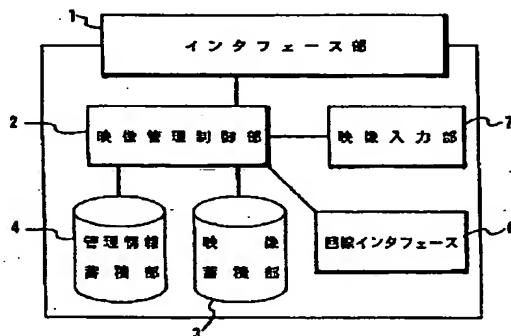 1
インタフェース部
2
映像管理制御部
映像入力部
7
4
管理情報
蓄積部
映像
蓄積部
回線インタフェース
3